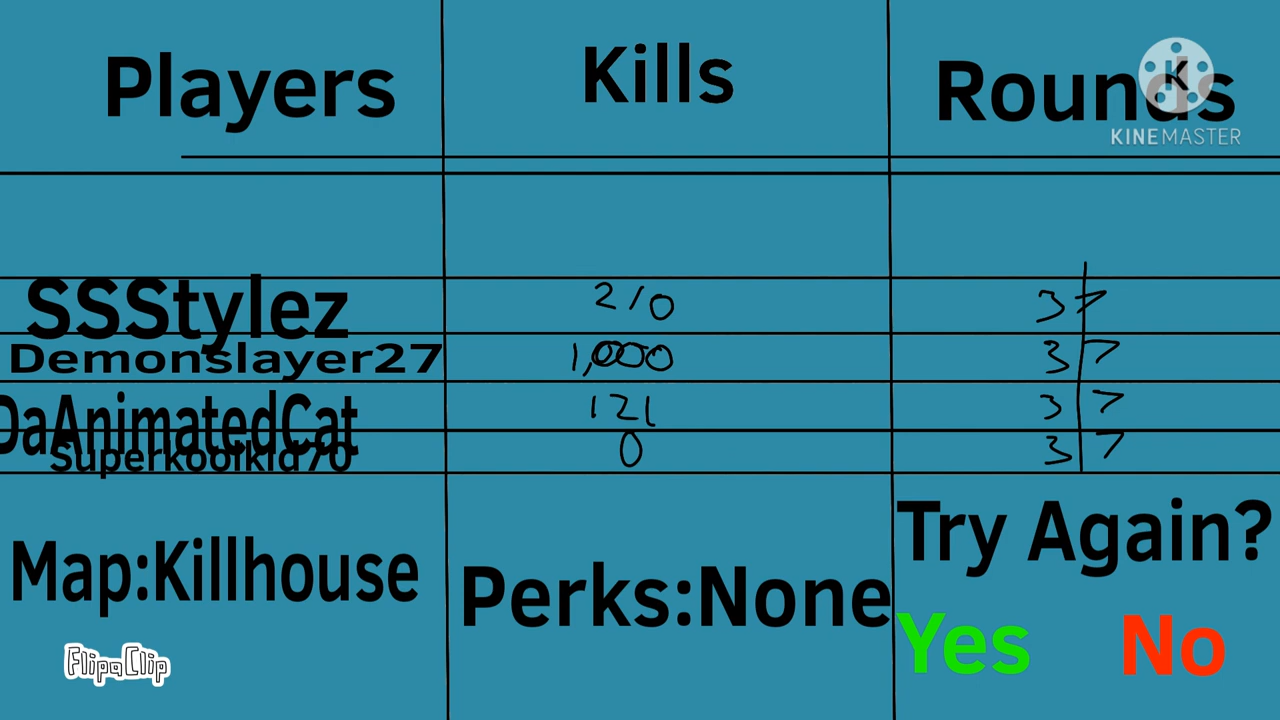 Players Kills Rounds
K
KINEMASTER
SSStylez 210 37
Demonslayer27 1,000 37
DaAnimatedCat 121 37
Superkoolkid70 0 37
Map:Killhouse Perks:None Try Again?
Yes No
FlipaClip